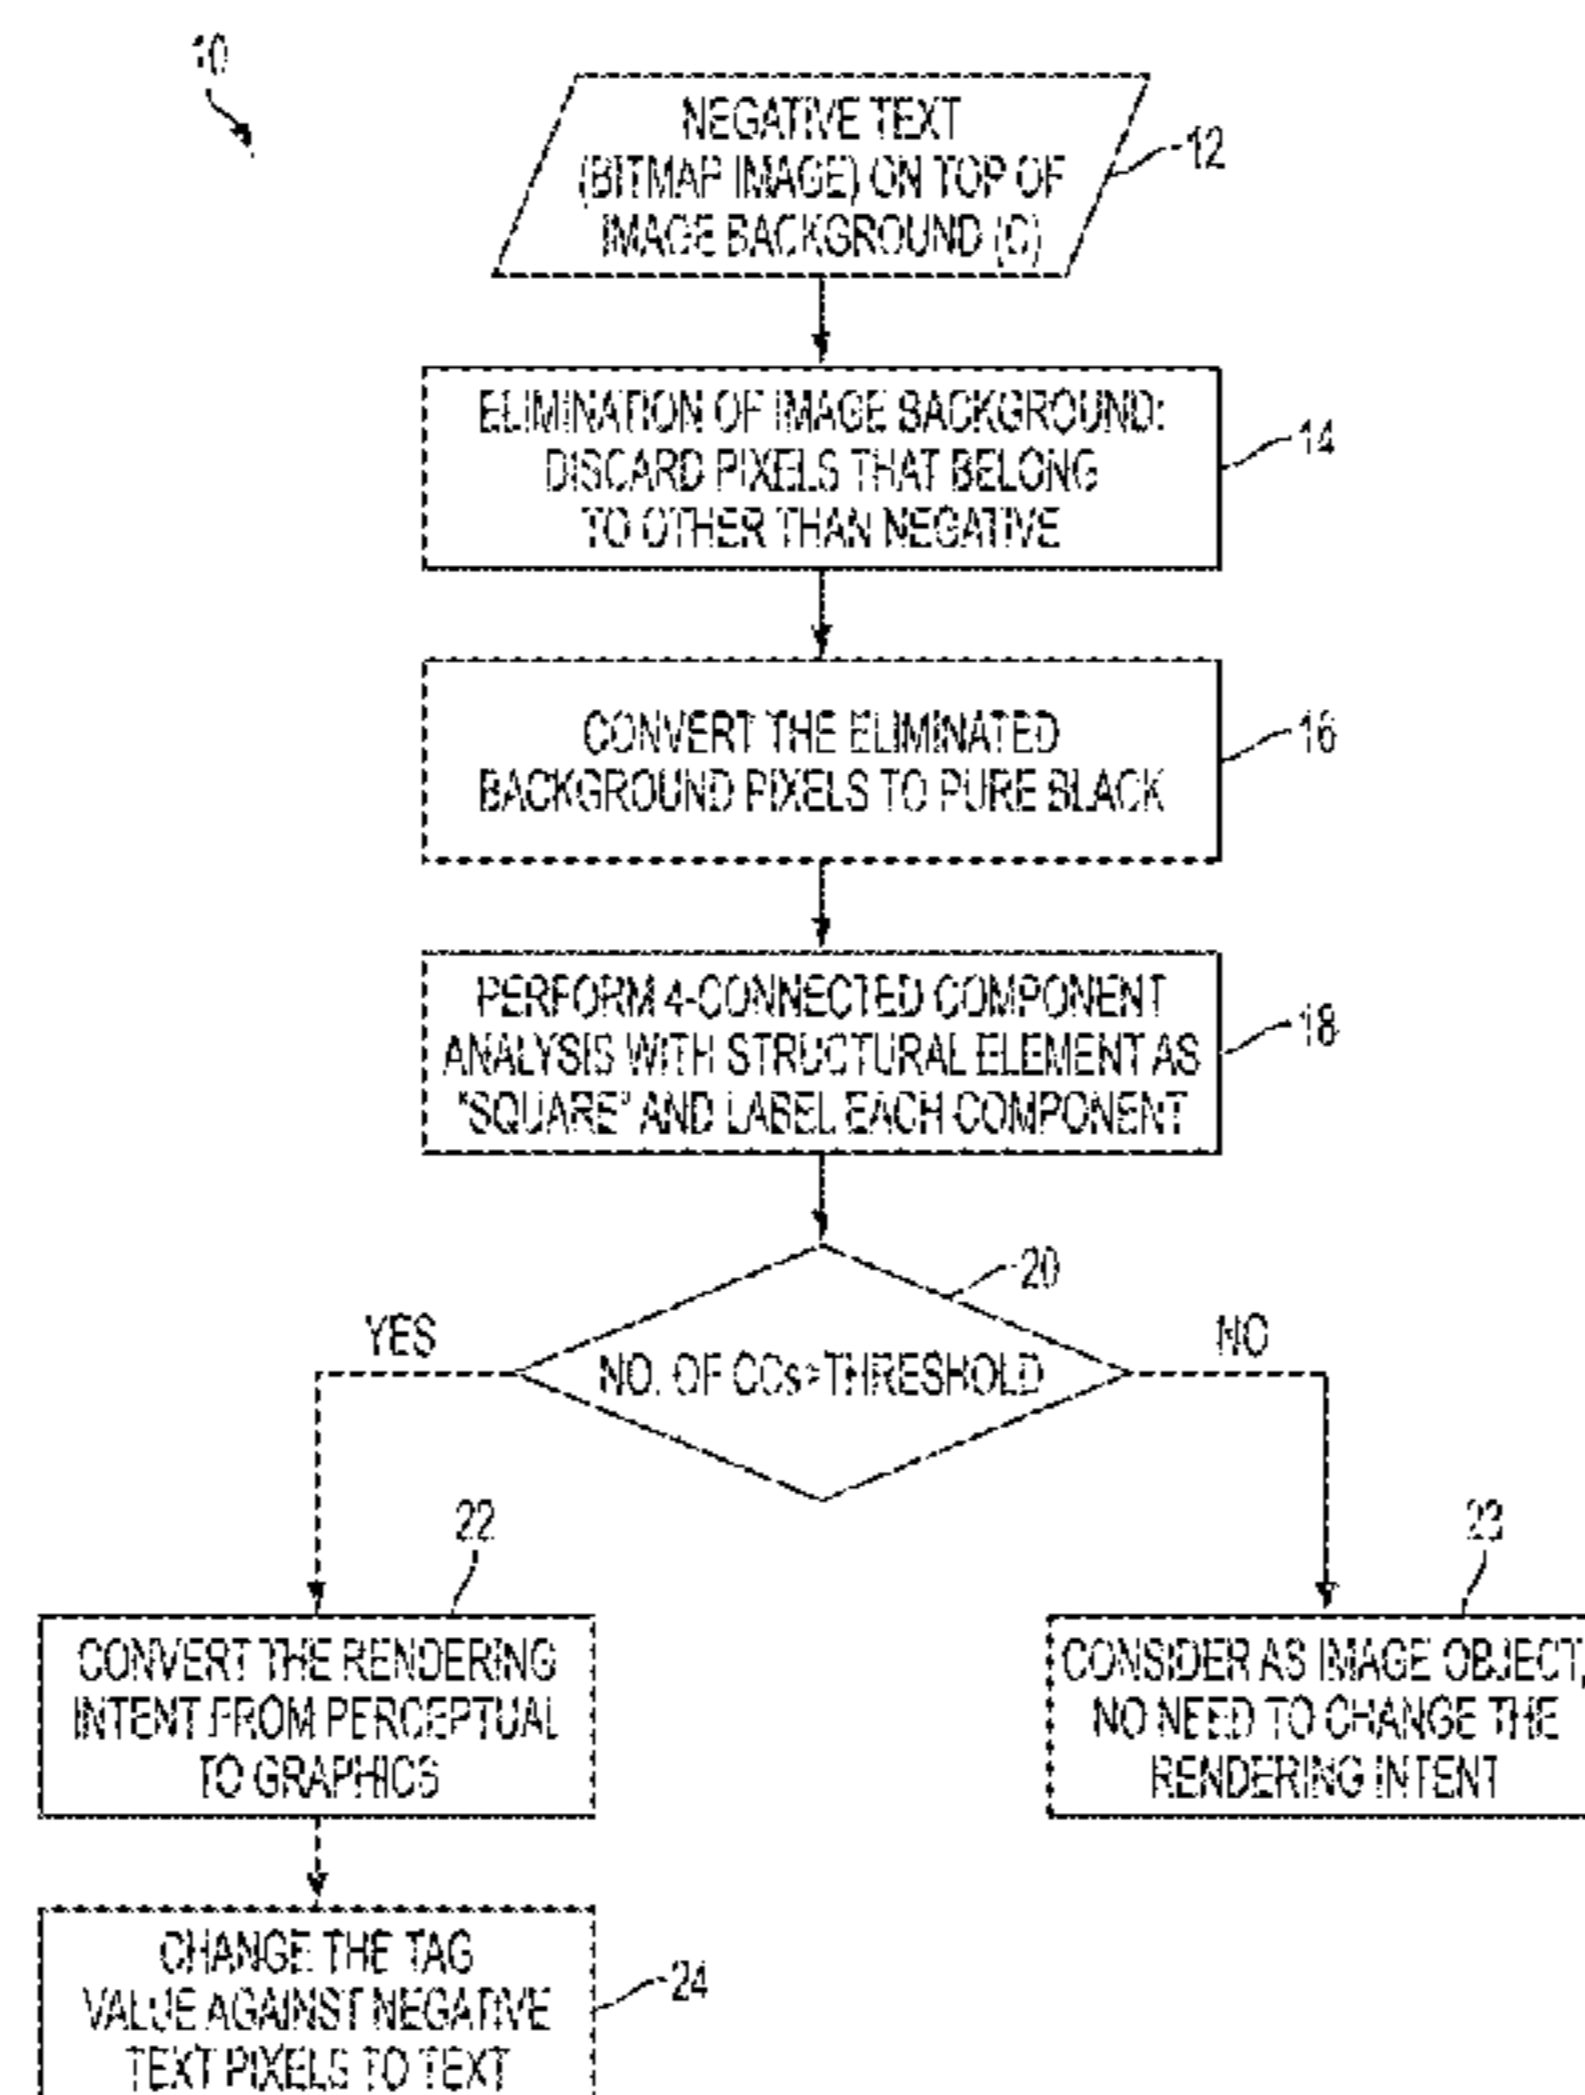 10
NEGATIVE TEXT
(BITMAP IMAGE) ON TOP OF
IMAGE BACKGROUND (C)
12
ELIMINATION OF IMAGE BACKGROUND:
DISCARD PIXELS THAT BELONG
TO OTHER THAN NEGATIVE
14
CONVERT THE ELIMINATED
BACKGROUND PIXELS TO PURE BLACK
16
PERFORM 4-CONNECTED COMPONENT
ANALYSIS WITH STRUCTURAL ELEMENT AS
"SQUARE" AND LABEL EACH COMPONENT
18
20
YES
NO
NO. OF CCs>THRESHOLD
22
23
CONVERT THE RENDERING
INTENT FROM PERCEPTUAL
TO GRAPHICS
CONSIDER AS IMAGE OBJECT,
NO NEED TO CHANGE THE
RENDERING INTENT
CHANGE THE TAG
VALUE AGAINST NEGATIVE
TEXT PIXELS TO TEXT
24